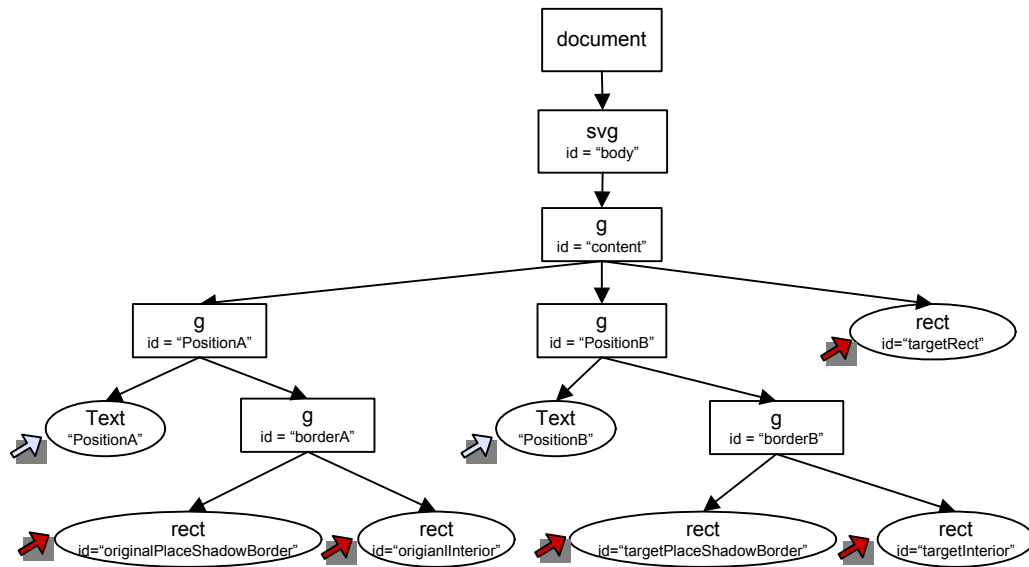 document
svg
id = “body”
g
id = “content”
g
id = “PositionA”
g
id = “PositionB”
rect
id=“targetRect”
Text
“PositionA”
g
id = “borderA”
Text
“PositionB”
g
id = “borderB”
rect
id=“originalPlaceShadowBorder”
rect
id=“origianlInterior”
rect
id=“targetPlaceShadowBorder”
rect
id=“targetInterior”